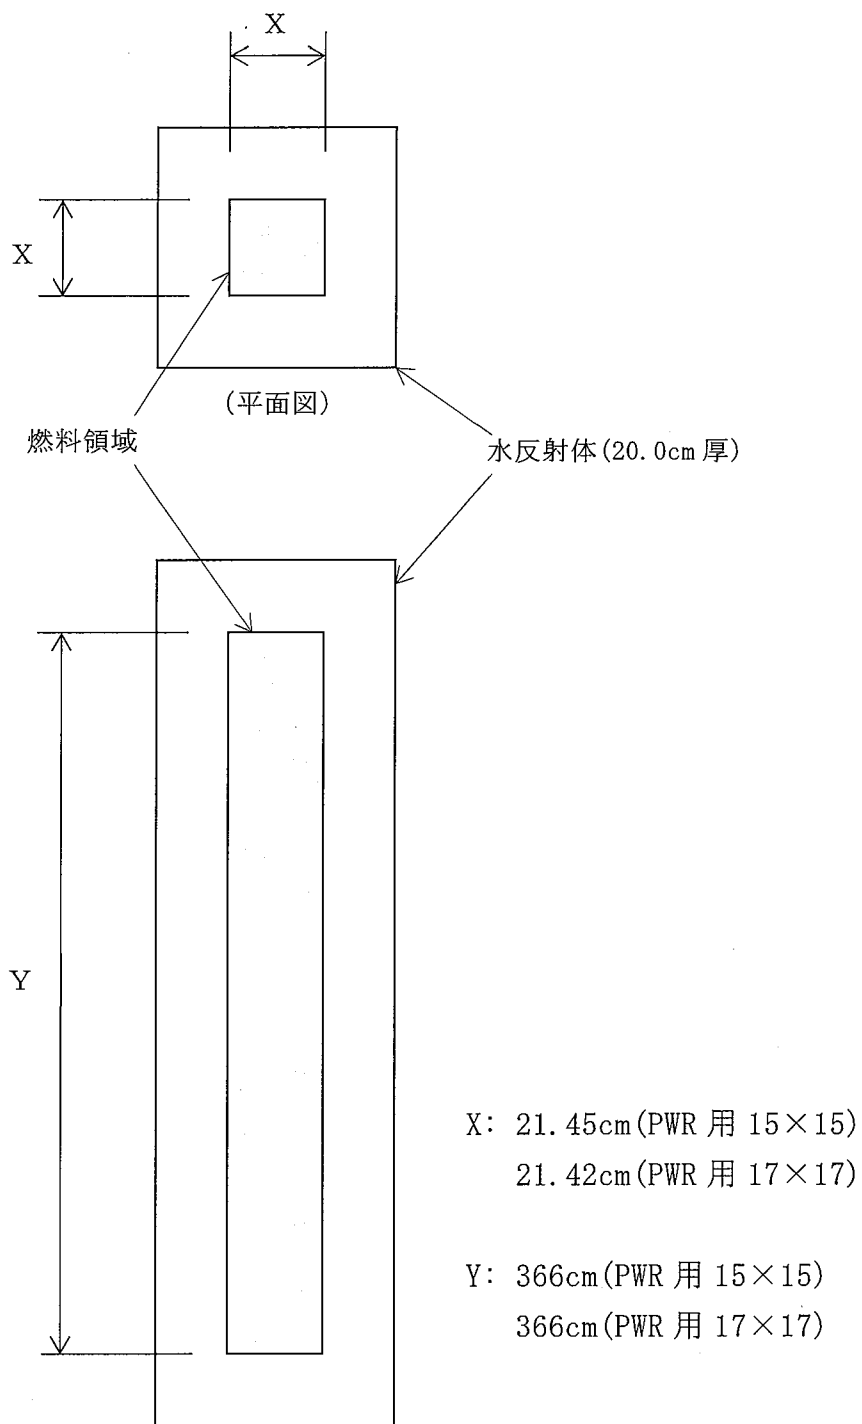 X
X
(平面図)
燃料領域
水反射体(20.0cm 厚)
Y
X: 21.45cm(PWR 用 15×15)
21.42cm(PWR 用 17×17)
Y: 366cm(PWR 用 15×15)
366cm(PWR 用 17×17)